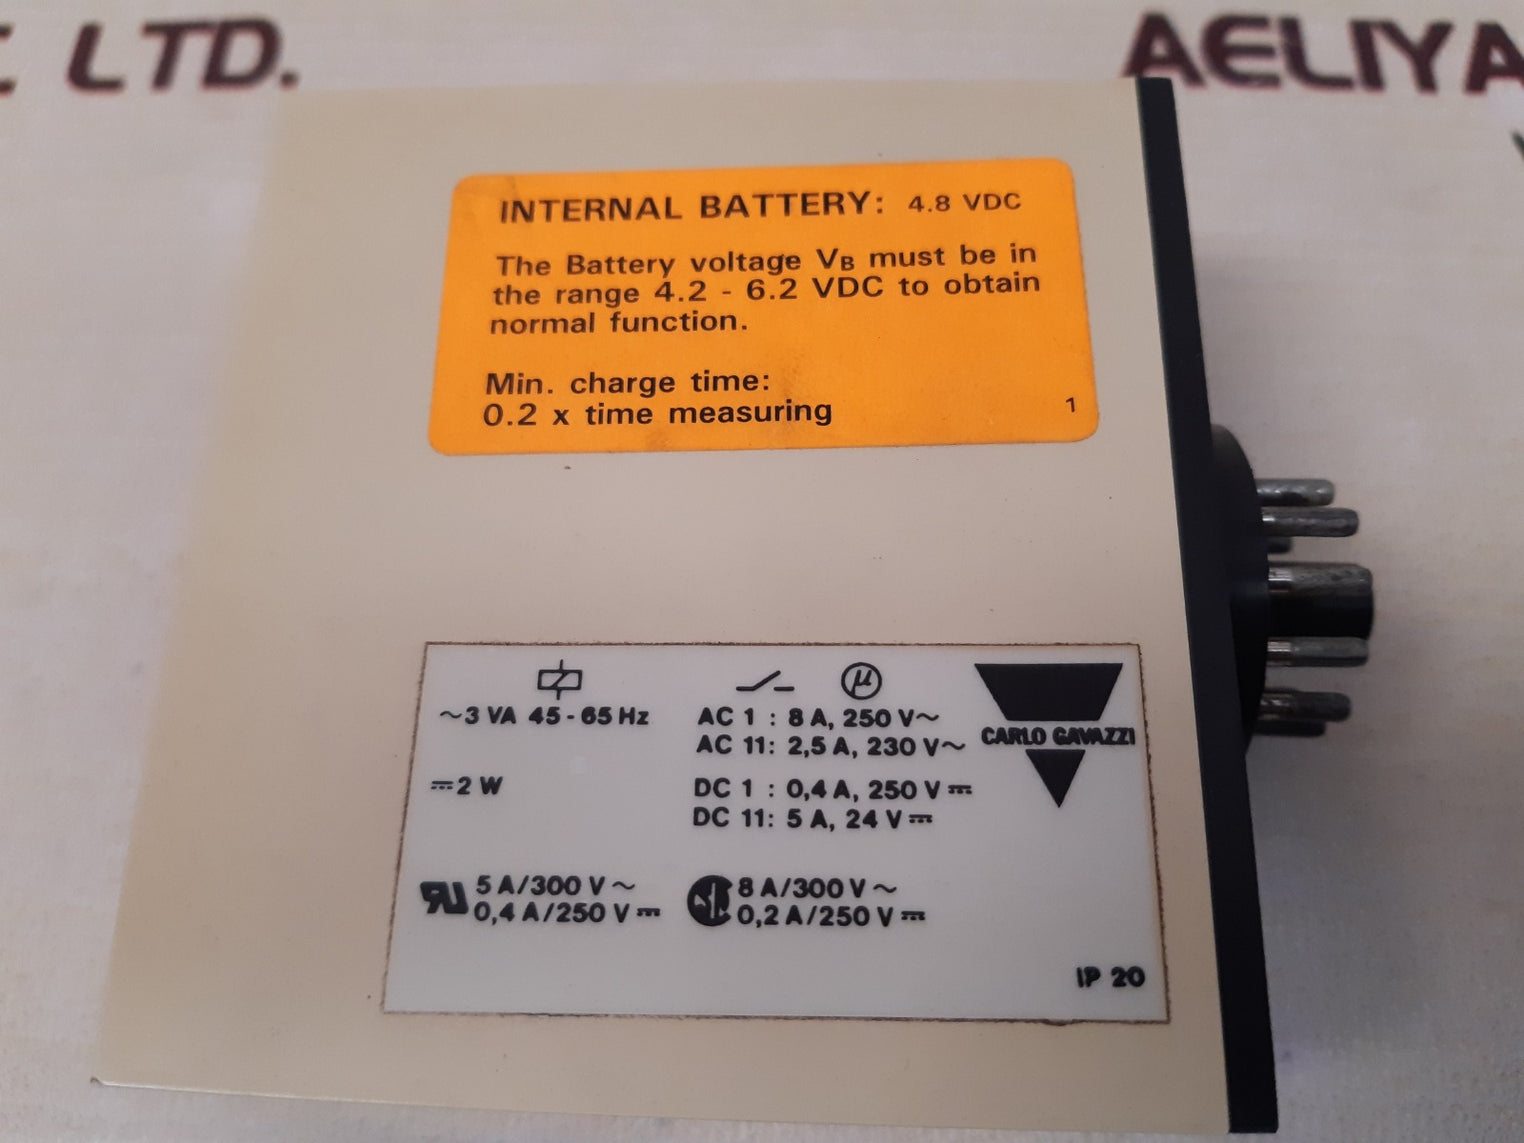 LTD.
AELIYA
INTERNAL BATTERY: 4.8 VDC
The Battery voltage VB must be in
the range 4.2 - 6.2 VDC to obtain
normal function.
Min. charge time:
0.2 x time measuring
1
~3 VA 45-65 Hz
⎓2 W
µ
AC 1 : 8 A, 250 V~
AC 11: 2,5 A, 230 V~
DC 1 : 0,4 A, 250 V⎓
DC 11: 5 A, 24 V⎓
CARLO GAVAZZI
5 A/300 V~
0,4 A/250 V⎓
8 A/300 V~
0,2 A/250 V⎓
IP 20